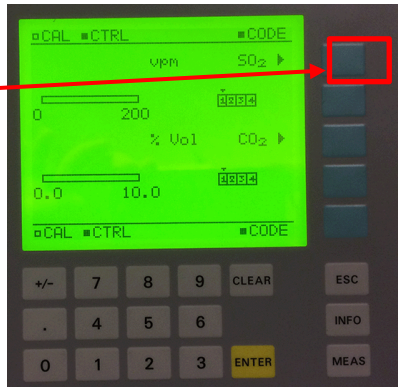 ▫CAL ▪CTRL ▪CODE
vpm SO₂ ▸
0 200
1 2 3 4
% Vol CO₂ ▸
0.0 10.0
1 2 3 4
▫CAL ▪CTRL ▪CODE
+/- 7 8 9 CLEAR ESC
. 4 5 6 INFO
0 1 2 3 ENTER MEAS